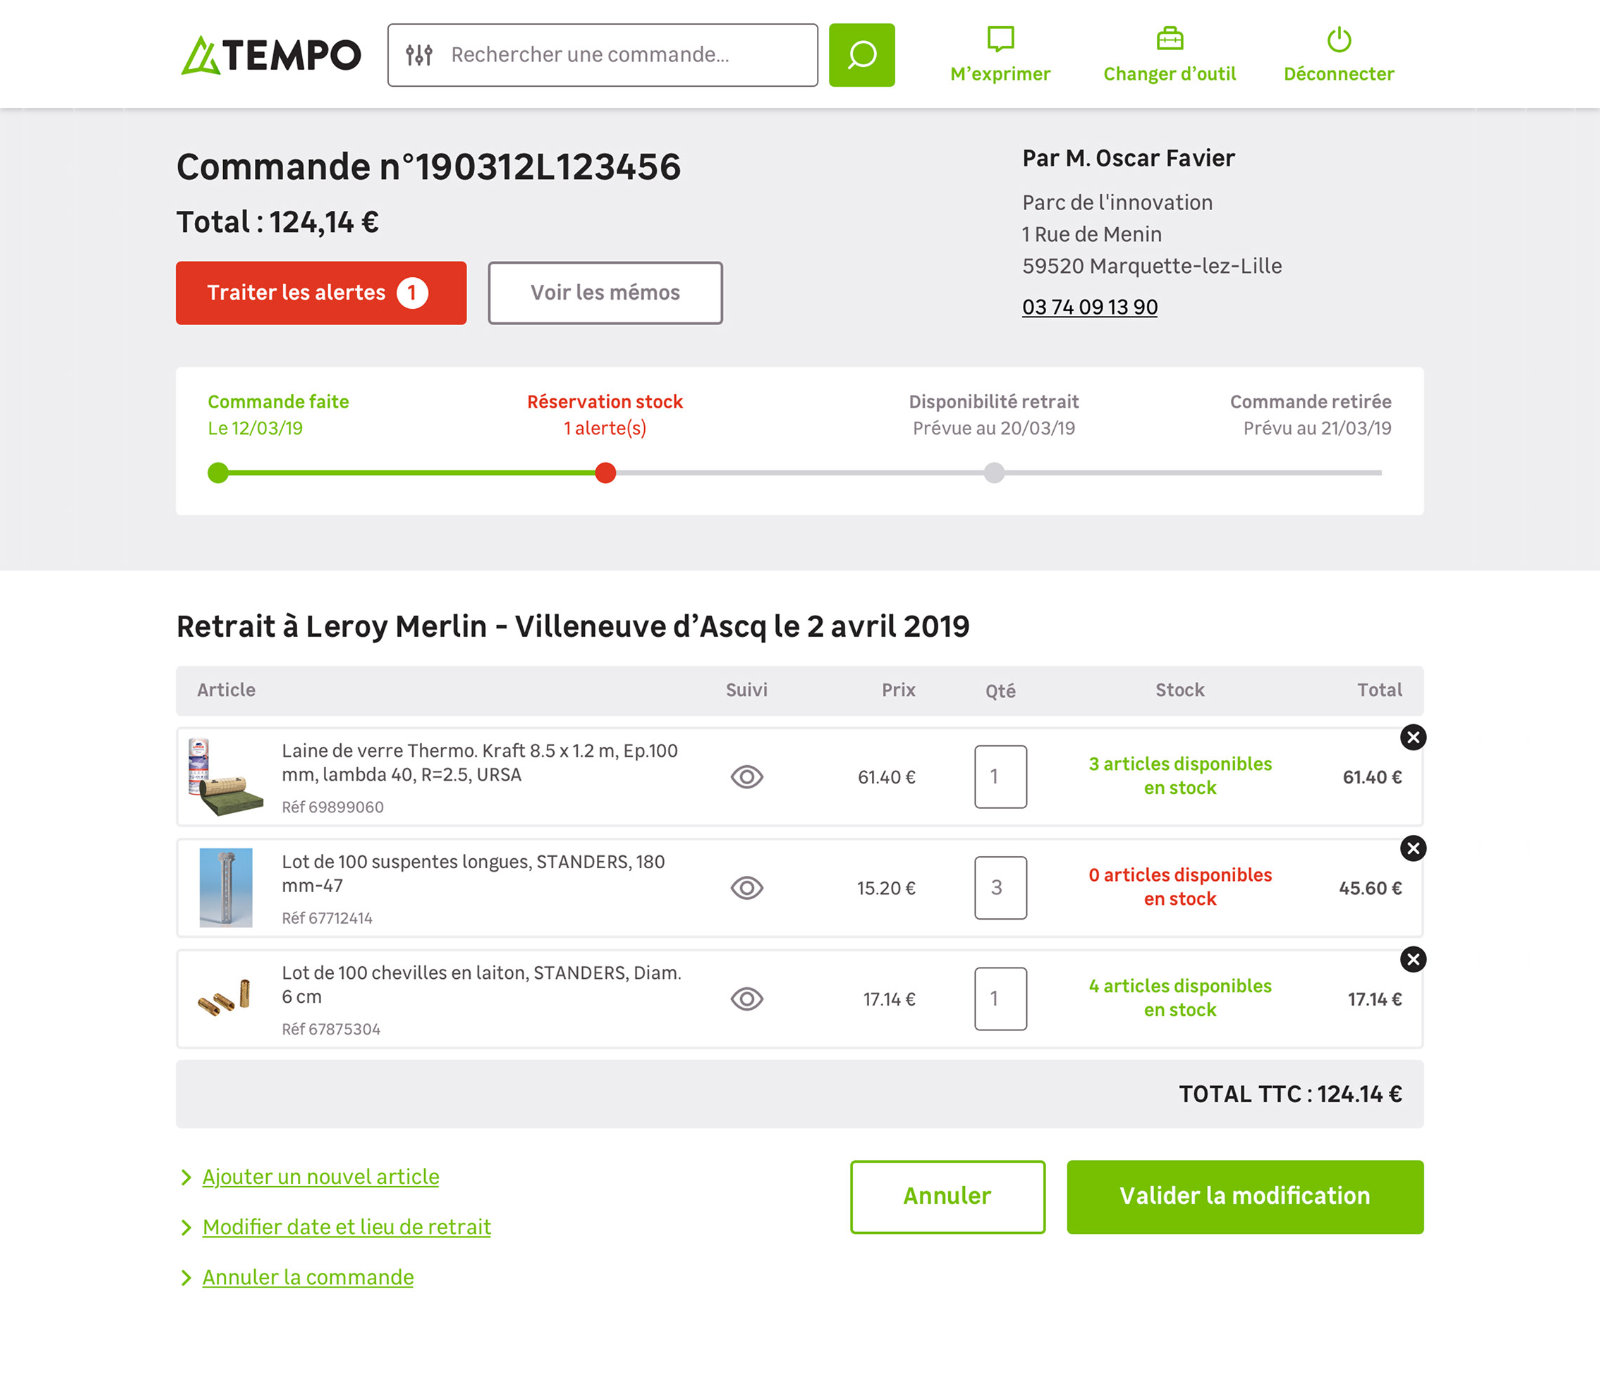 TEMPO
Rechercher une commande...
M'exprimer
Changer d'outil
Déconnecter
Commande n°190312L123456
Total : 124,14 €
Traiter les alertes 1
Voir les mémos
Par M. Oscar Favier
Parc de l'innovation
1 Rue de Menin
59520 Marquette-lez-Lille
03 74 09 13 90
Commande faite
Le 12/03/19
Réservation stock
1 alerte(s)
Disponibilité retrait
Prévue au 20/03/19
Commande retirée
Prévu au 21/03/19
Retrait à Leroy Merlin - Villeneuve d'Ascq le 2 avril 2019
Article Suivi Prix Qté Stock Total
Laine de verre Thermo. Kraft 8.5 x 1.2 m, Ep.100
mm, lambda 40, R=2.5, URSA
Réf 69899060
61.40 €
1
3 articles disponibles
en stock
61.40 €
Lot de 100 suspentes longues, STANDERS, 180
mm-47
Réf 67712414
15.20 €
3
0 articles disponibles
en stock
45.60 €
Lot de 100 chevilles en laiton, STANDERS, Diam.
6 cm
Réf 67875304
17.14 €
1
4 articles disponibles
en stock
17.14 €
TOTAL TTC : 124.14 €
Ajouter un nouvel article
Modifier date et lieu de retrait
Annuler la commande
Annuler
Valider la modification